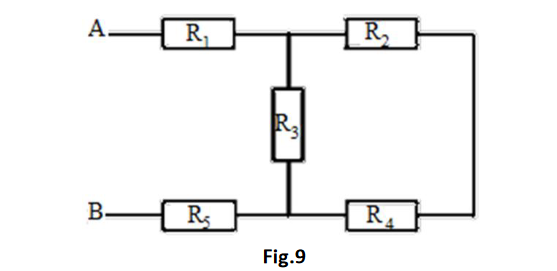 A R₁ R₂
R₃
B R₅ R₄
Fig.9